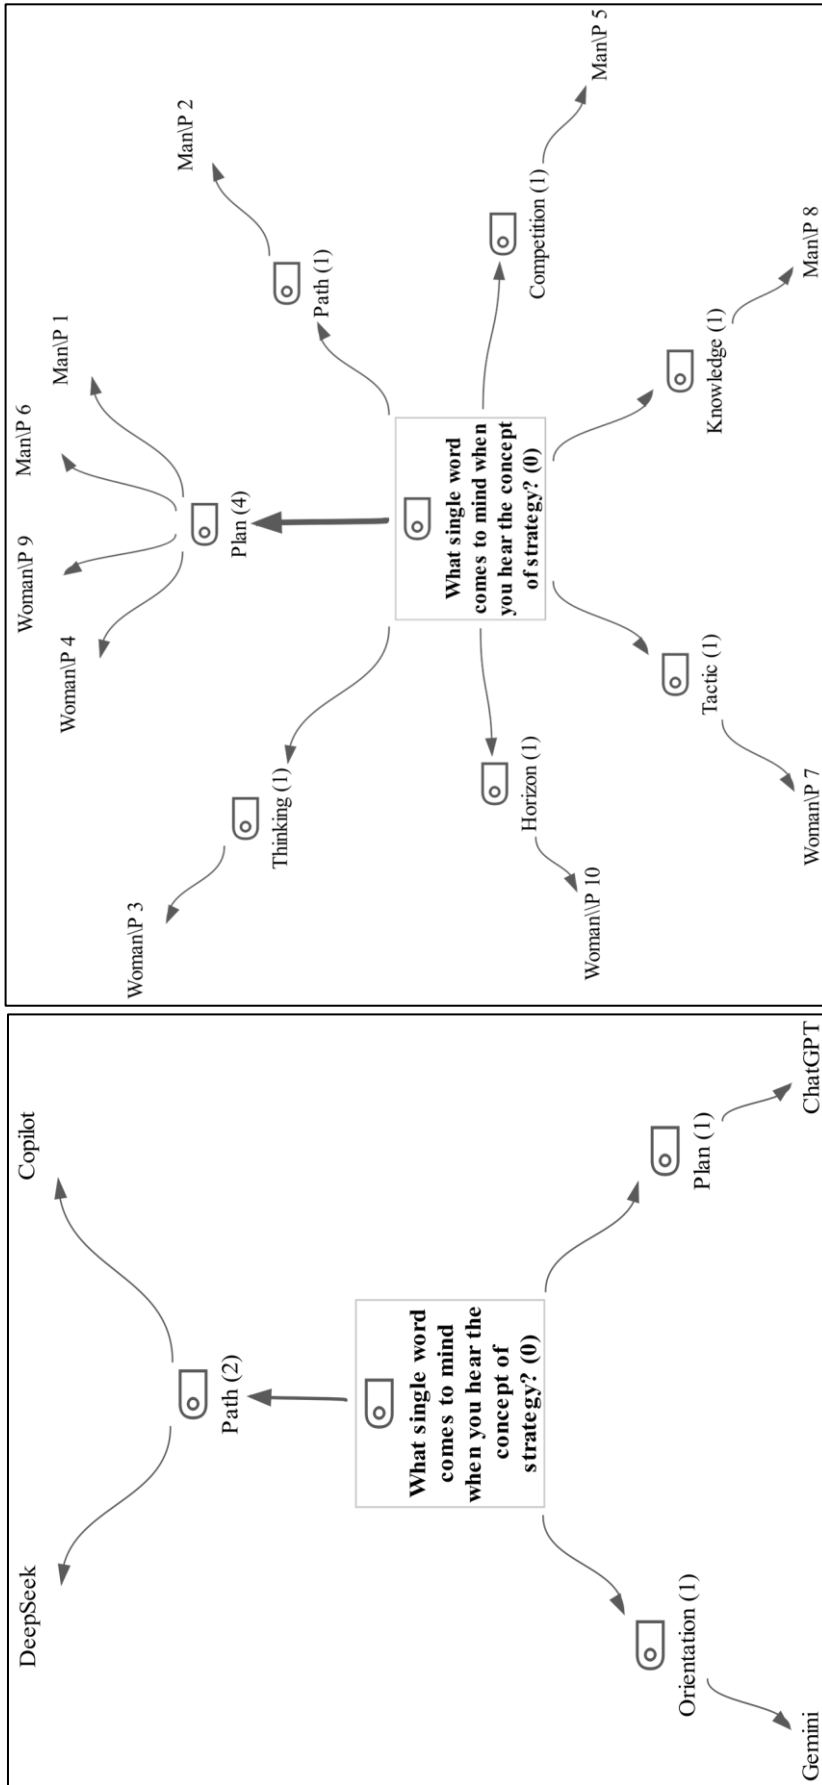 DeepSeek
Copilot
Path (2)
What single word
comes to mind
when you hear the
concept of
strategy? (0)
Orientation (1)
Plan (1)
Gemini
ChatGPT
Woman\P 9
Man\P 6
Woman\P 4
Man\P 1
Woman\P 3
Man\P 2
Plan (4)
Thinking (1)
Path (1)
What single word
comes to mind when
you hear the concept
of strategy? (0)
Horizon (1)
Competition (1)
Woman\\P 10
Man\P 5
Tactic (1)
Knowledge (1)
Woman\P 7
Man\P 8